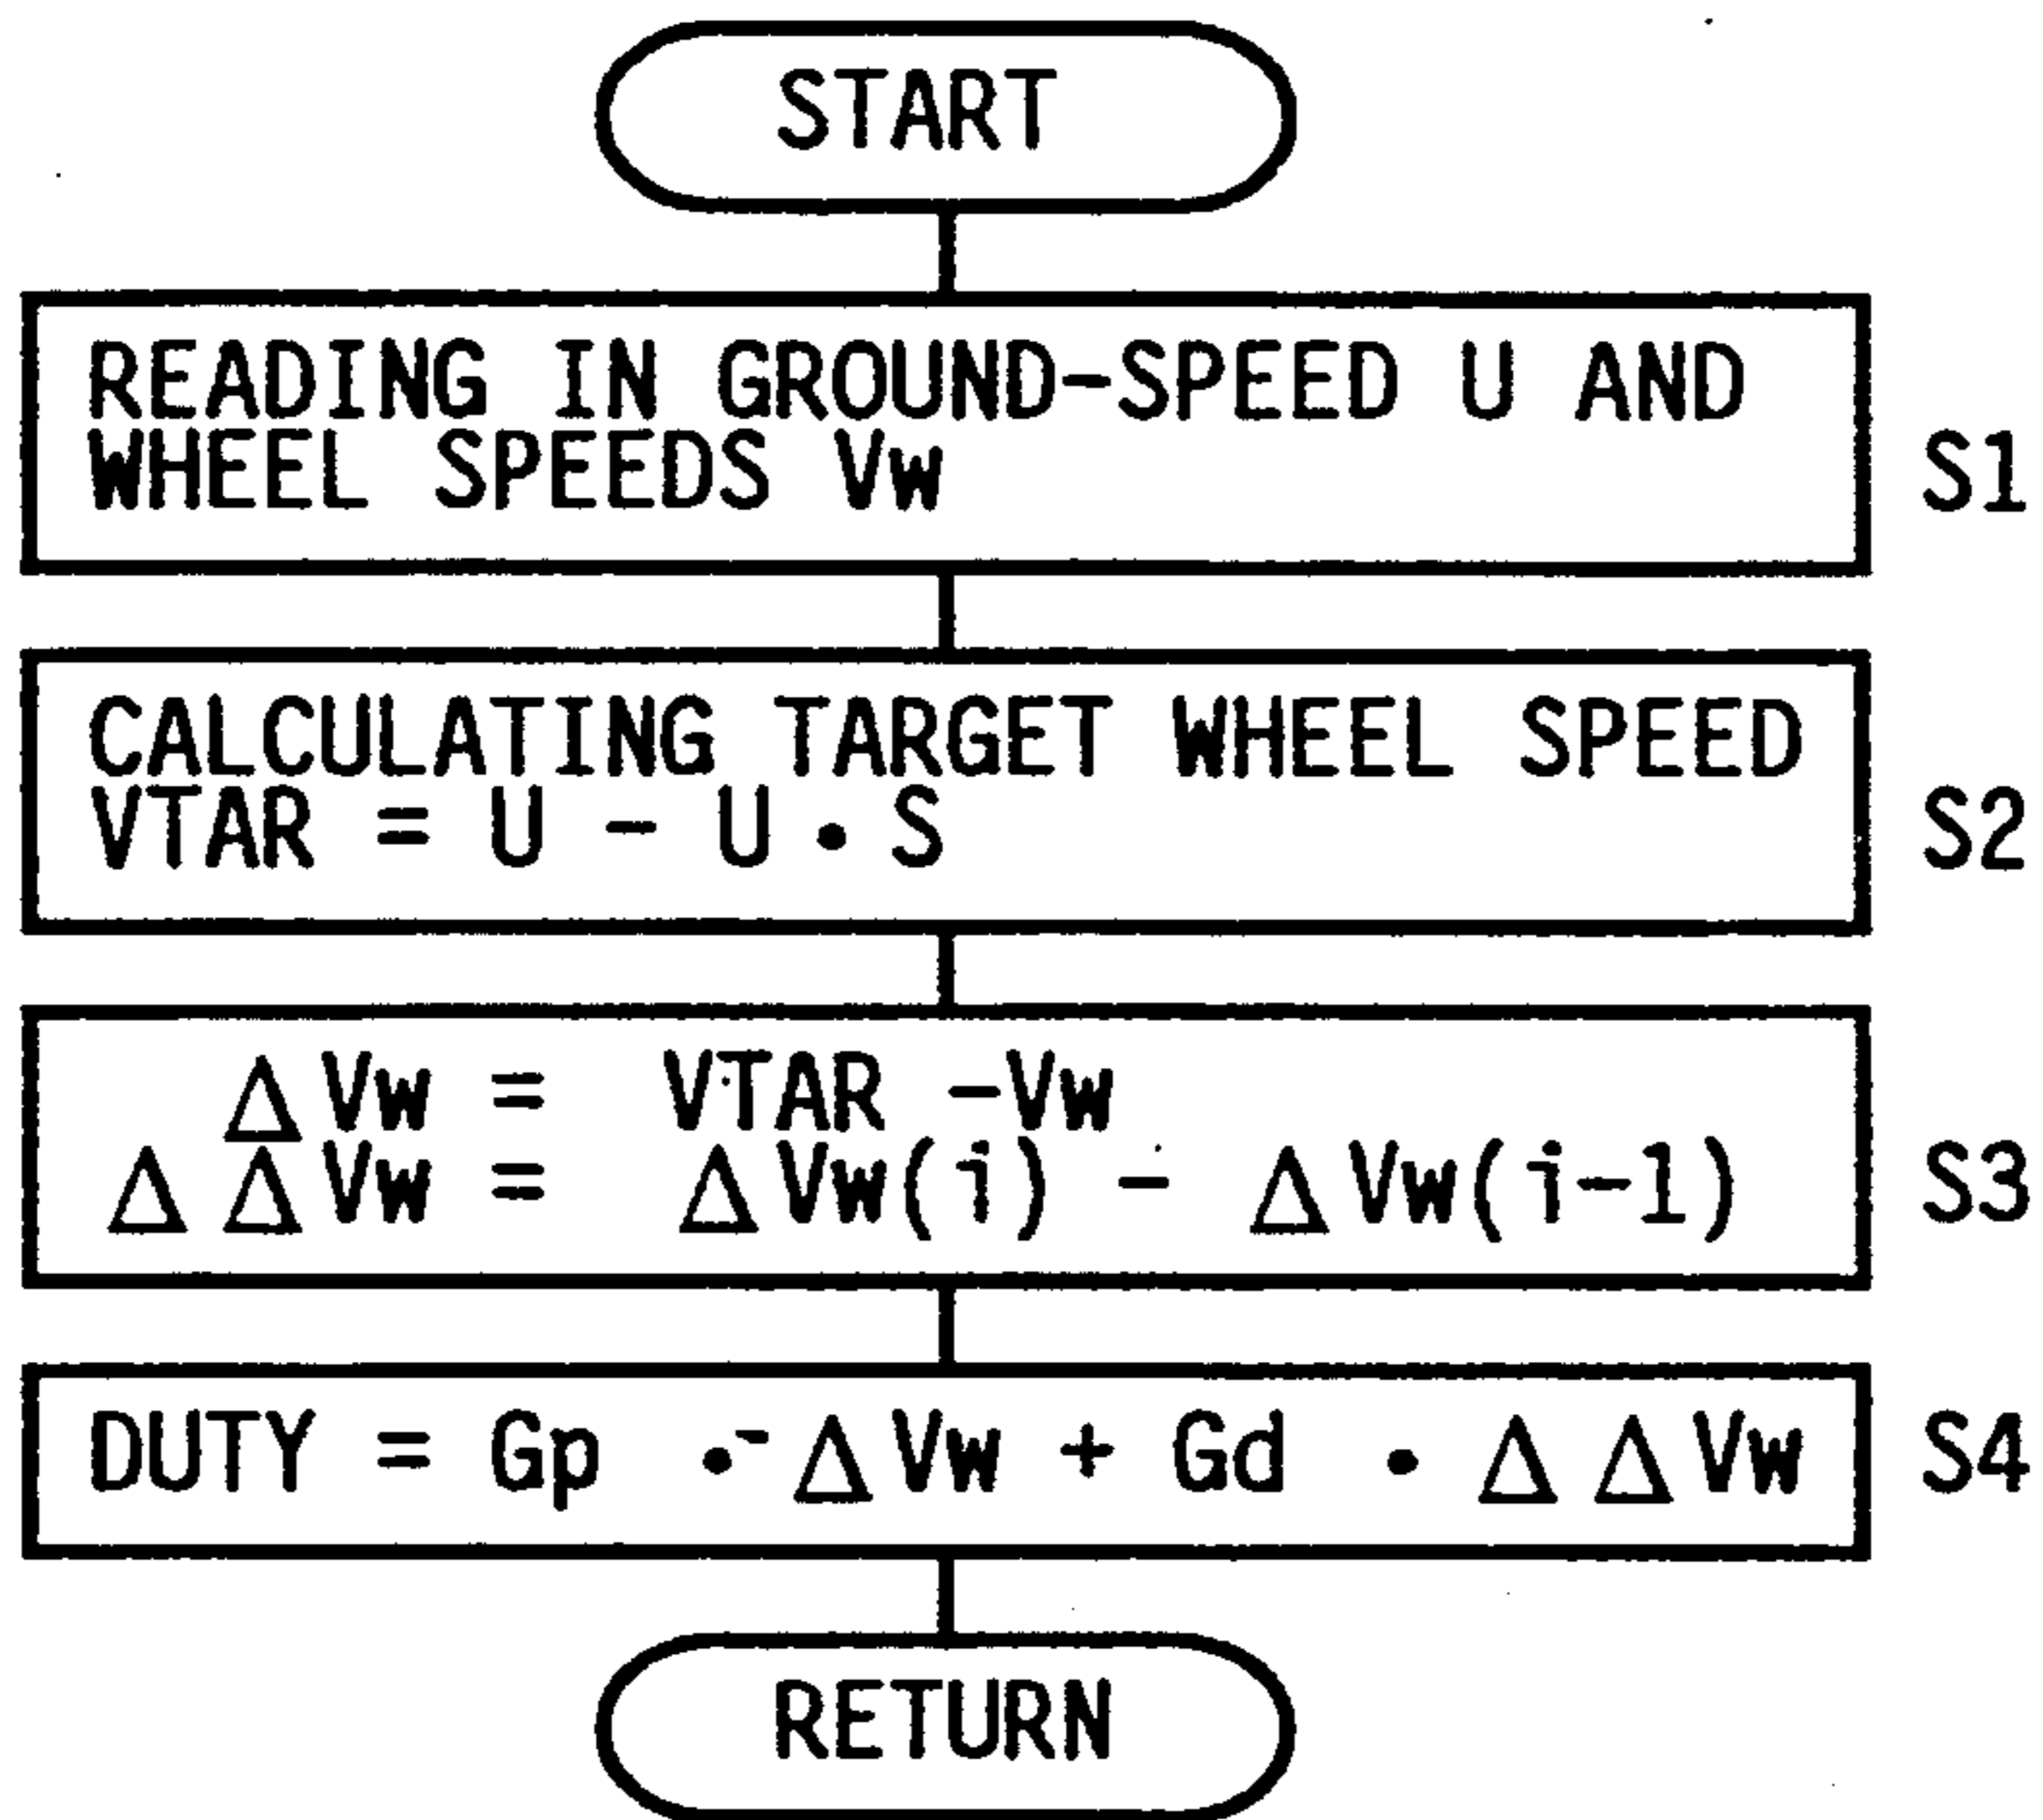 START
READING IN GROUND-SPEED U AND
WHEEL SPEEDS Vw
S1
CALCULATING TARGET WHEEL SPEED
VTAR = U - U • S
S2
ΔVw = VTAR -Vw
ΔΔVw = ΔVw(i) - ΔVw(i-1)
S3
DUTY = Gp • ΔVw + Gd • ΔΔVw
S4
RETURN